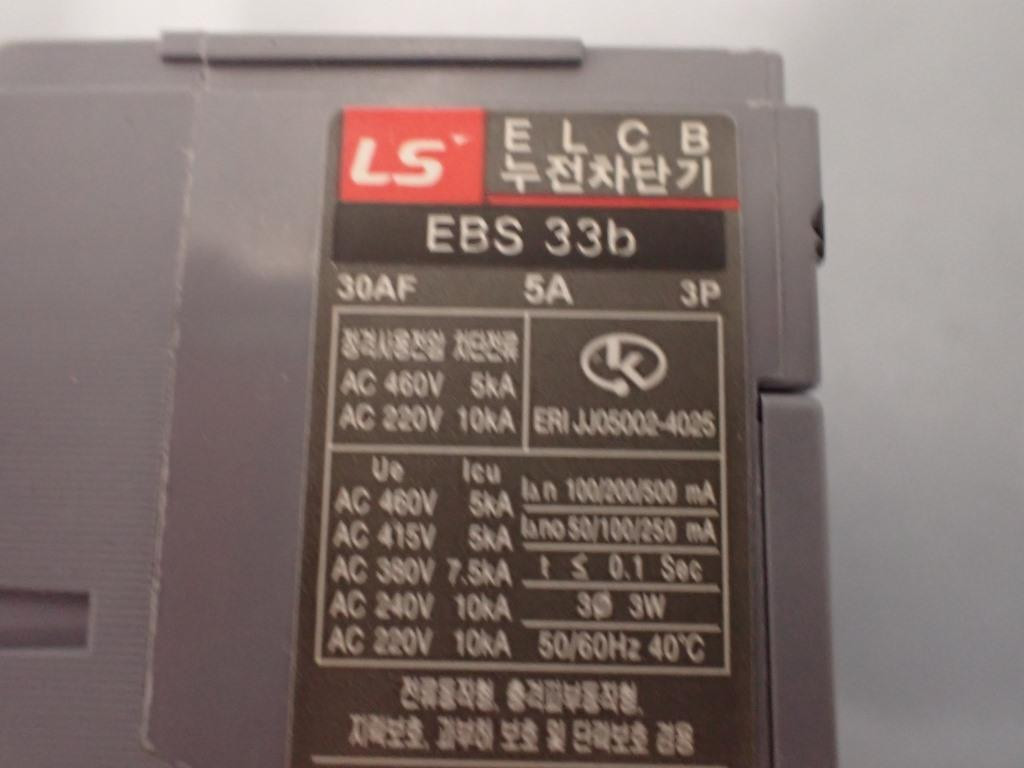 LS
E L C B
누전차단기
EBS 33b
30AF 5A 3P
정격사용전압 차단전류
AC 460V 5kA
AC 220V 10kA
ERI JJ05002-4025
Ue Icu
AC 460V 5kA
AC 415V 5kA
AC 380V 7.5kA
AC 240V 10kA
AC 220V 10kA
I∆n 100/200/500 mA
I∆no 50/100/250 mA
t ≤ 0.1 Sec
3Ø 3W
50/60Hz 40℃
전류동작형, 충격파부동작형,
지락보호, 과부하 보호 및 단락보호 겸용